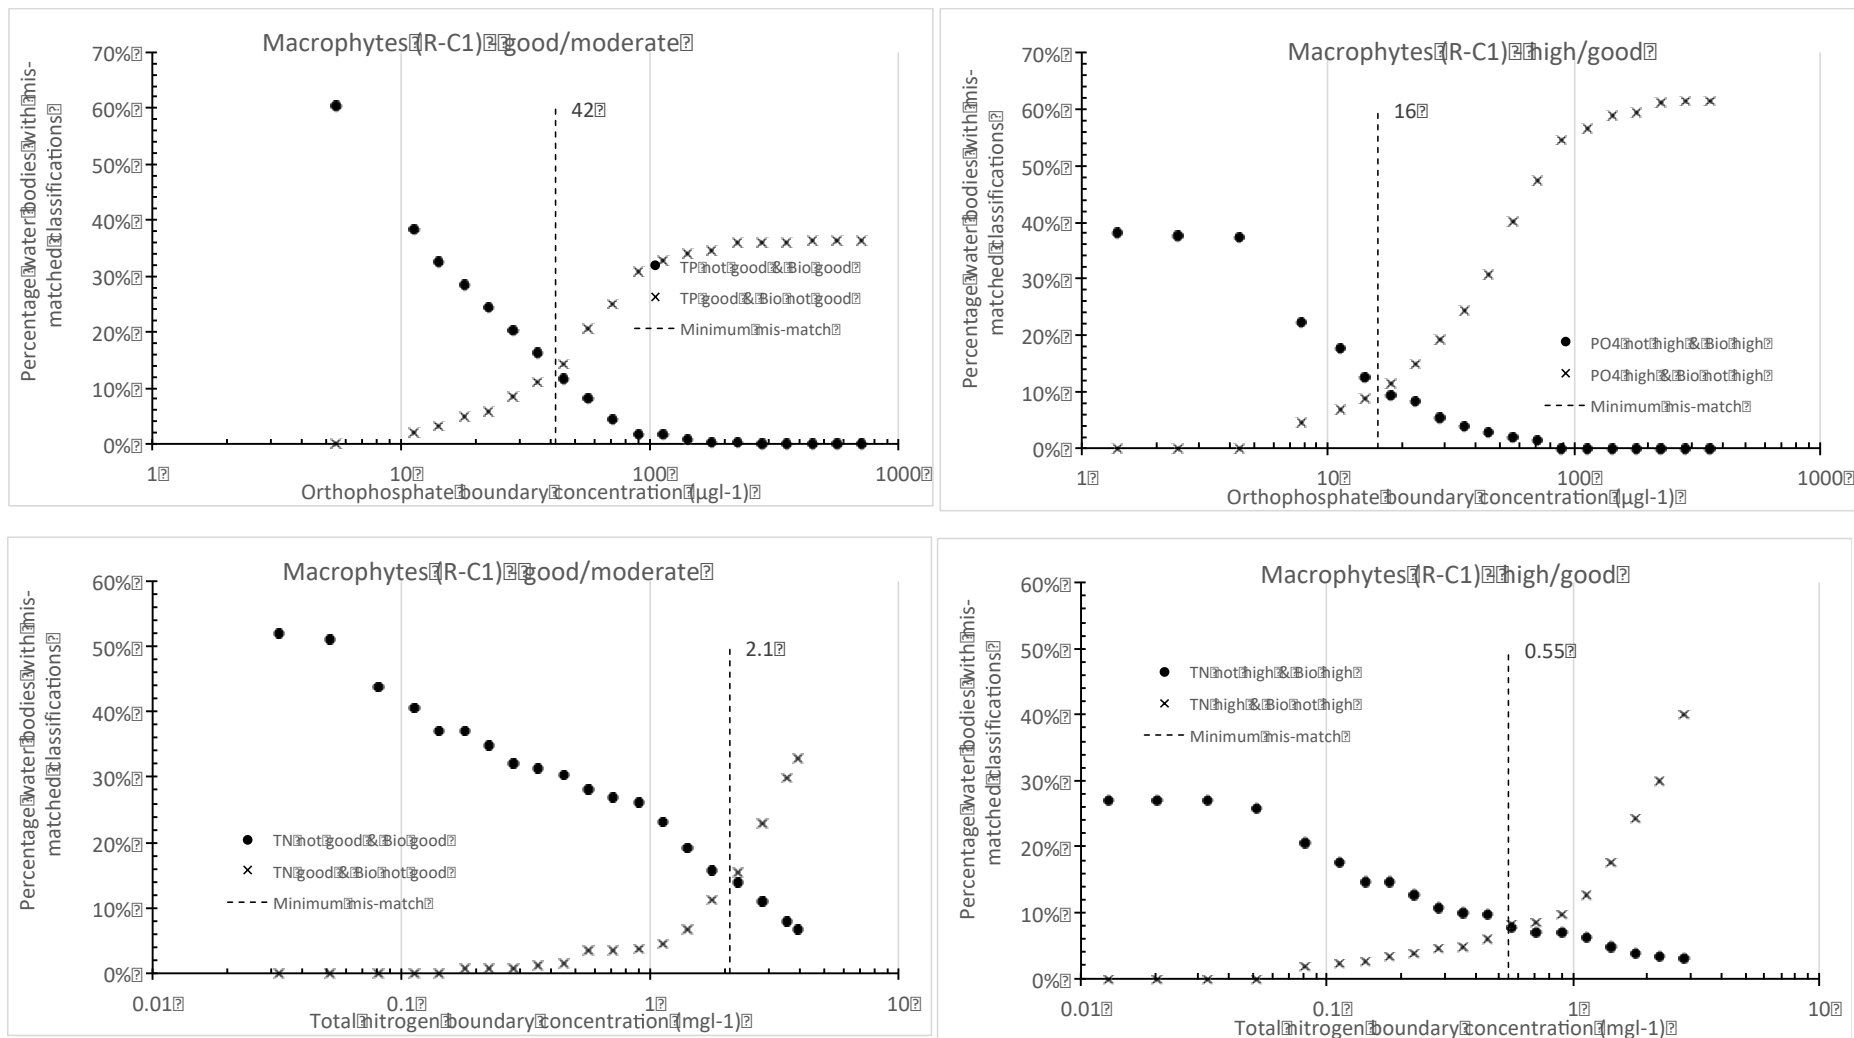 Macrophytes (R-C1) - good/moderate
Percentage water bodies with mis-
matched classifications
70%
60%
50%
40%
30%
20%
10%
0%
42
TP not good & Bio good
TP good & Bio not good
Minimum mis-match
1
10
100
1000
Orthophosphate boundary concentration (µgl-1)
Macrophytes (R-C1) - high/good
Percentage water bodies with mis-
matched classifications
70%
60%
50%
40%
30%
20%
10%
0%
16
PO4 not high & Bio high
PO4 high & Bio not high
Minimum mis-match
1
10
100
1000
Orthophosphate boundary concentration (µgl-1)
Macrophytes (R-C1) - good/moderate
Percentage water bodies with mis-
matched classifications
60%
50%
40%
30%
20%
10%
0%
2.1
TN not good & Bio good
TN good & Bio not good
Minimum mis-match
0.01
0.1
1
10
Total nitrogen boundary concentration (mgl-1)
Macrophytes (R-C1) - high/good
Percentage water bodies with mis-
matched classifications
60%
50%
40%
30%
20%
10%
0%
0.55
TN not high & Bio high
TN high & Bio not high
Minimum mis-match
0.01
0.1
1
10
Total nitrogen boundary concentration (mgl-1)